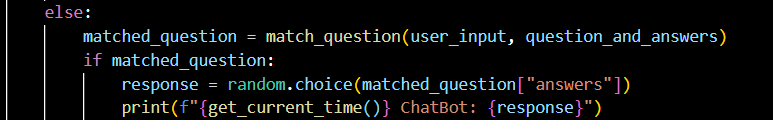 else:
matched_question = match_question(user_input, question_and_answers)
if matched_question:
response = random.choice(matched_question["answers"])
print(f"{get_current_time()} ChatBot: {response}")